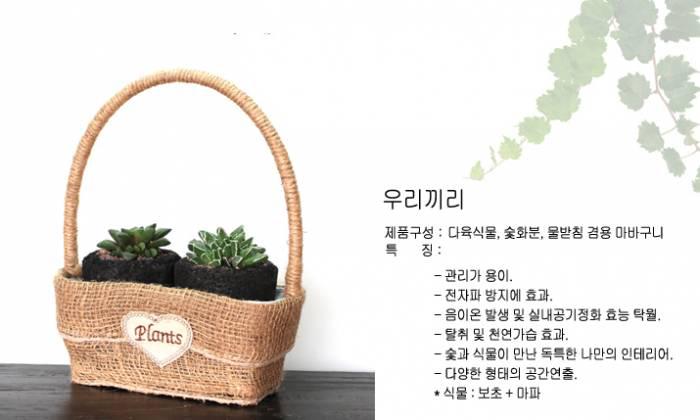 Plants
우리끼리
제품구성 : 다육식물, 숯화분, 물받침 겸용 마바구니
특 징 :
- 관리가 용이.
- 전자파 방지에 효과.
- 음이온 발생 및 실내공기정화 효능 탁월.
- 탈취 및 천연가습 효과.
- 숯과 식물이 만난 독특한 나만의 인테리어.
- 다양한 형태의 공간연출.
* 식물 : 보초 + 마파